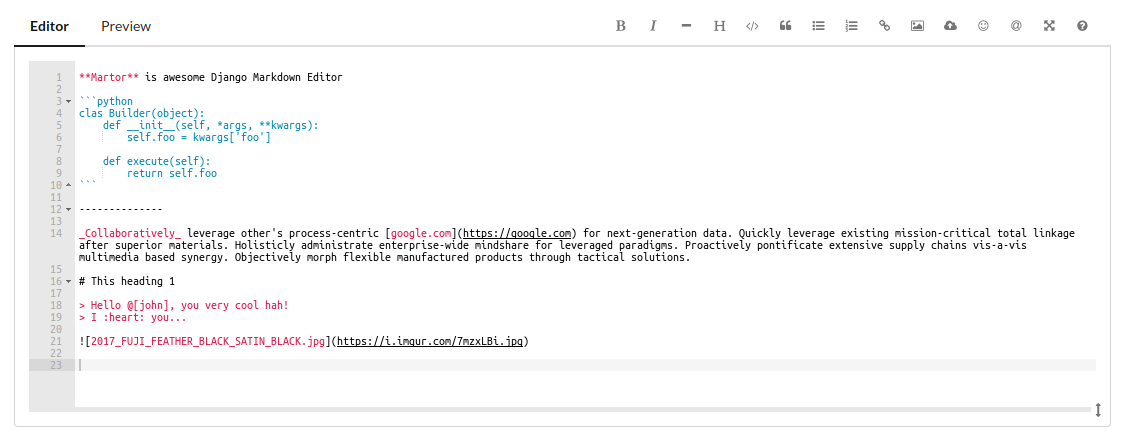 Editor Preview
1 **Martor** is awesome Django Markdown Editor
2
3 ```python
4 clas Builder(object):
5     def __init__(self, *args, **kwargs):
6         self.foo = kwargs['foo']
7
8     def execute(self):
9         return self.foo
10 ```
11
12 --------------
13
14 _Collaboratively_ leverage other's process-centric [google.com](https://google.com) for next-generation data. Quickly leverage existing mission-critical total linkage
after superior materials. Holisticly administrate enterprise-wide mindshare for leveraged paradigms. Proactively pontificate extensive supply chains vis-a-vis
multimedia based synergy. Objectively morph flexible manufactured products through tactical solutions.
15
16 # This heading 1
17
18 > Hello @[john], you very cool hah!
19 > I :heart: you...
20
21 ![2017_FUJI_FEATHER_BLACK_SATIN_BLACK.jpg](https://i.imgur.com/7mzxLBi.jpg)
22
23